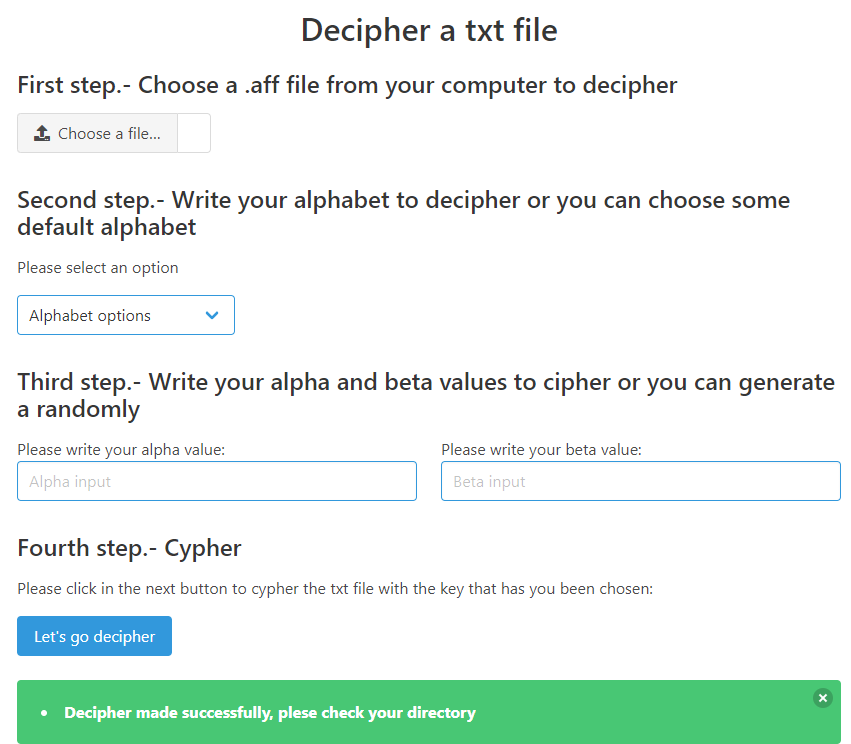 Decipher a txt file
First step.- Choose a .aff file from your computer to decipher
Choose a file...
Second step.- Write your alphabet to decipher or you can choose some
default alphabet
Please select an option
Alphabet options
Third step.- Write your alpha and beta values to cipher or you can generate
a randomly
Please write your alpha value:
Please write your beta value:
Alpha input
Beta input
Fourth step.- Cypher
Please click in the next button to cypher the txt file with the key that has you been chosen:
Let's go decipher
• Decipher made successfully, plese check your directory